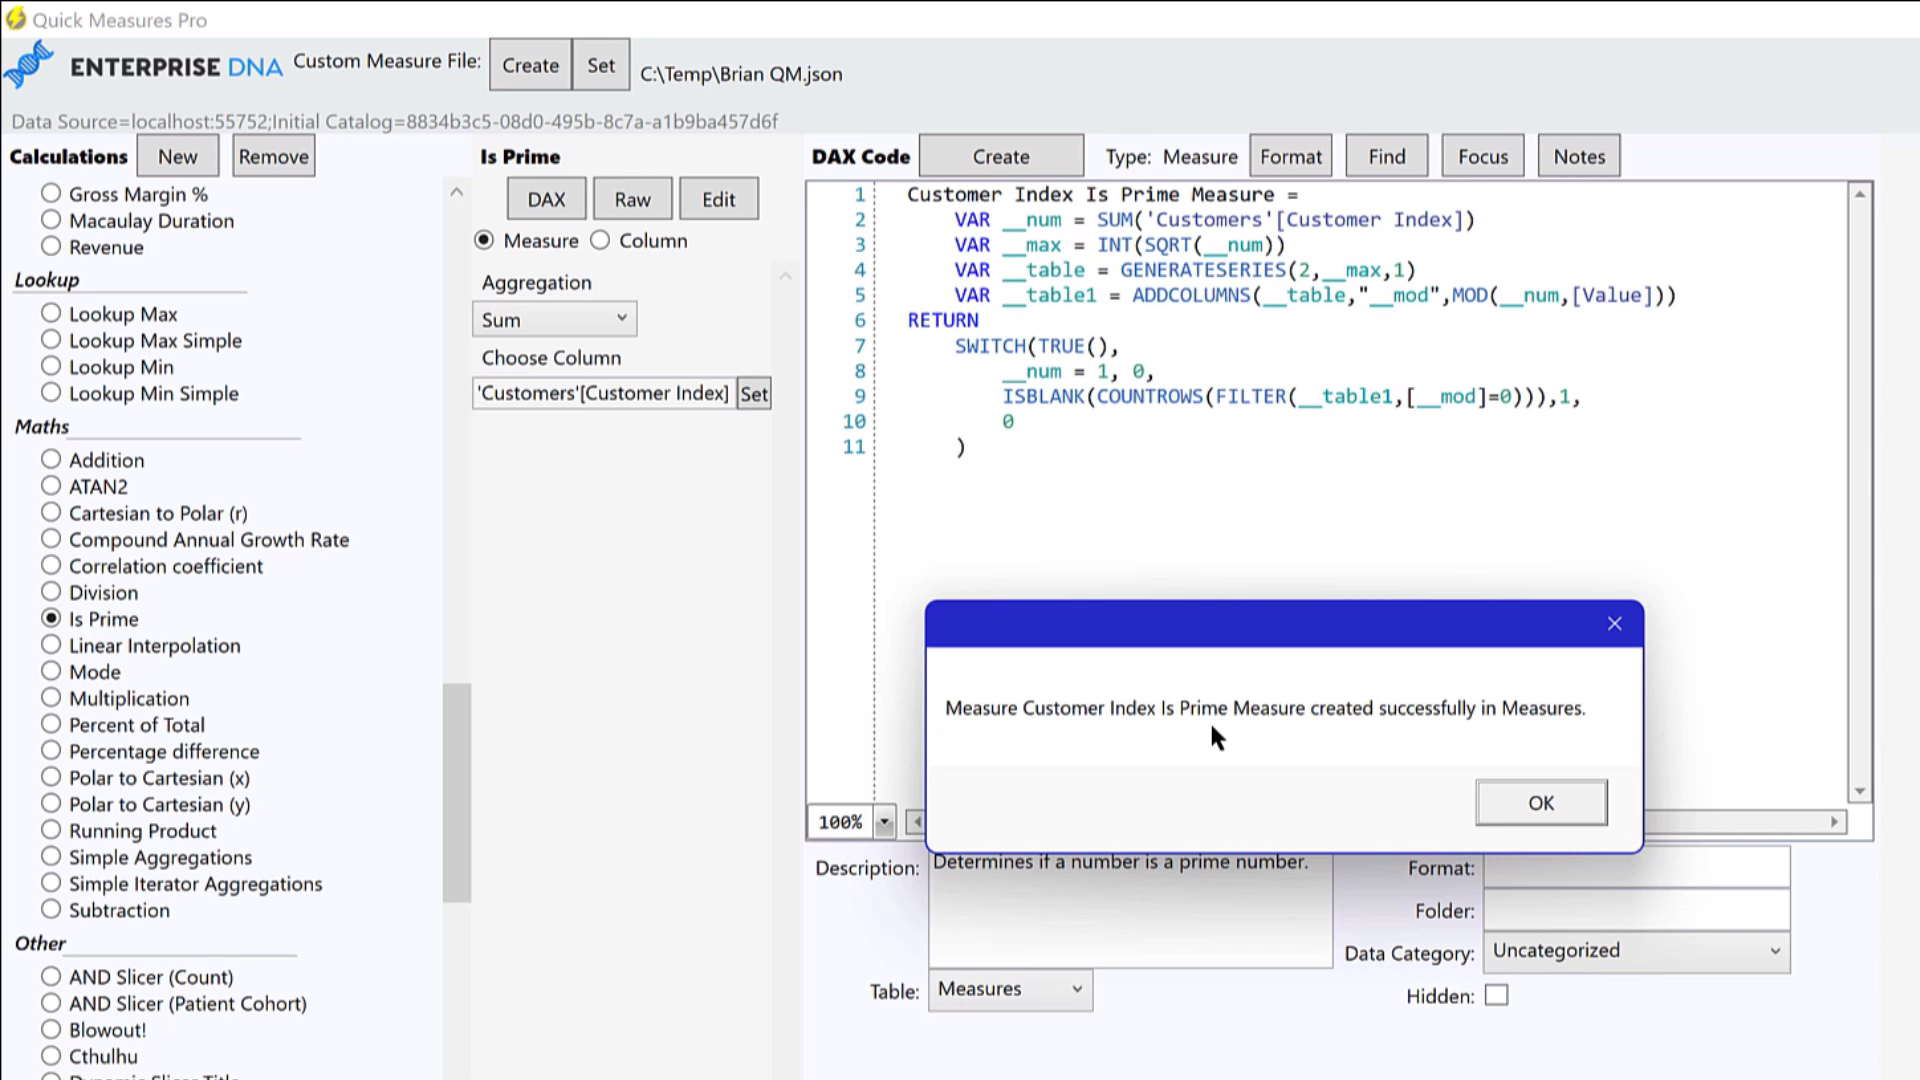 Quick Measures Pro
ENTERPRISE DNA
Custom Measure File:
Create
Set
C:\Temp\Brian QM.json
Data Source=localhost:55752;Initial Catalog=8834b3c5-08d0-495b-8c7a-a1b9ba457d6f
Calculations
New
Remove
Gross Margin %
Macaulay Duration
Revenue
Lookup
Lookup Max
Lookup Max Simple
Lookup Min
Lookup Min Simple
Maths
Addition
ATAN2
Cartesian to Polar (r)
Compound Annual Growth Rate
Correlation coefficient
Division
Is Prime
Linear Interpolation
Mode
Multiplication
Percent of Total
Percentage difference
Polar to Cartesian (x)
Polar to Cartesian (y)
Running Product
Simple Aggregations
Simple Iterator Aggregations
Subtraction
Other
AND Slicer (Count)
AND Slicer (Patient Cohort)
Blowout!
Cthulhu
Is Prime
DAX
Raw
Edit
Measure
Column
Aggregation
Sum
Choose Column
'Customers'[Customer Index]
Set
DAX Code
Create
Type: Measure
Format
Find
Focus
Notes
1 Customer Index Is Prime Measure =
2 VAR __num = SUM('Customers'[Customer Index])
3 VAR __max = INT(SQRT(__num))
4 VAR __table = GENERATESERIES(2,__max,1)
5 VAR __table1 = ADDCOLUMNS(__table,"__mod",MOD(__num,[Value]))
6 RETURN
7 SWITCH(TRUE(),
8 __num = 1, 0,
9 ISBLANK(COUNTROWS(FILTER(__table1,[__mod]=0))),1,
10 0
11 )
Measure Customer Index Is Prime Measure created successfully in Measures.
OK
100%
Description:
Determines if a number is a prime number.
Table:
Measures
Format:
Folder:
Data Category:
Uncategorized
Hidden: